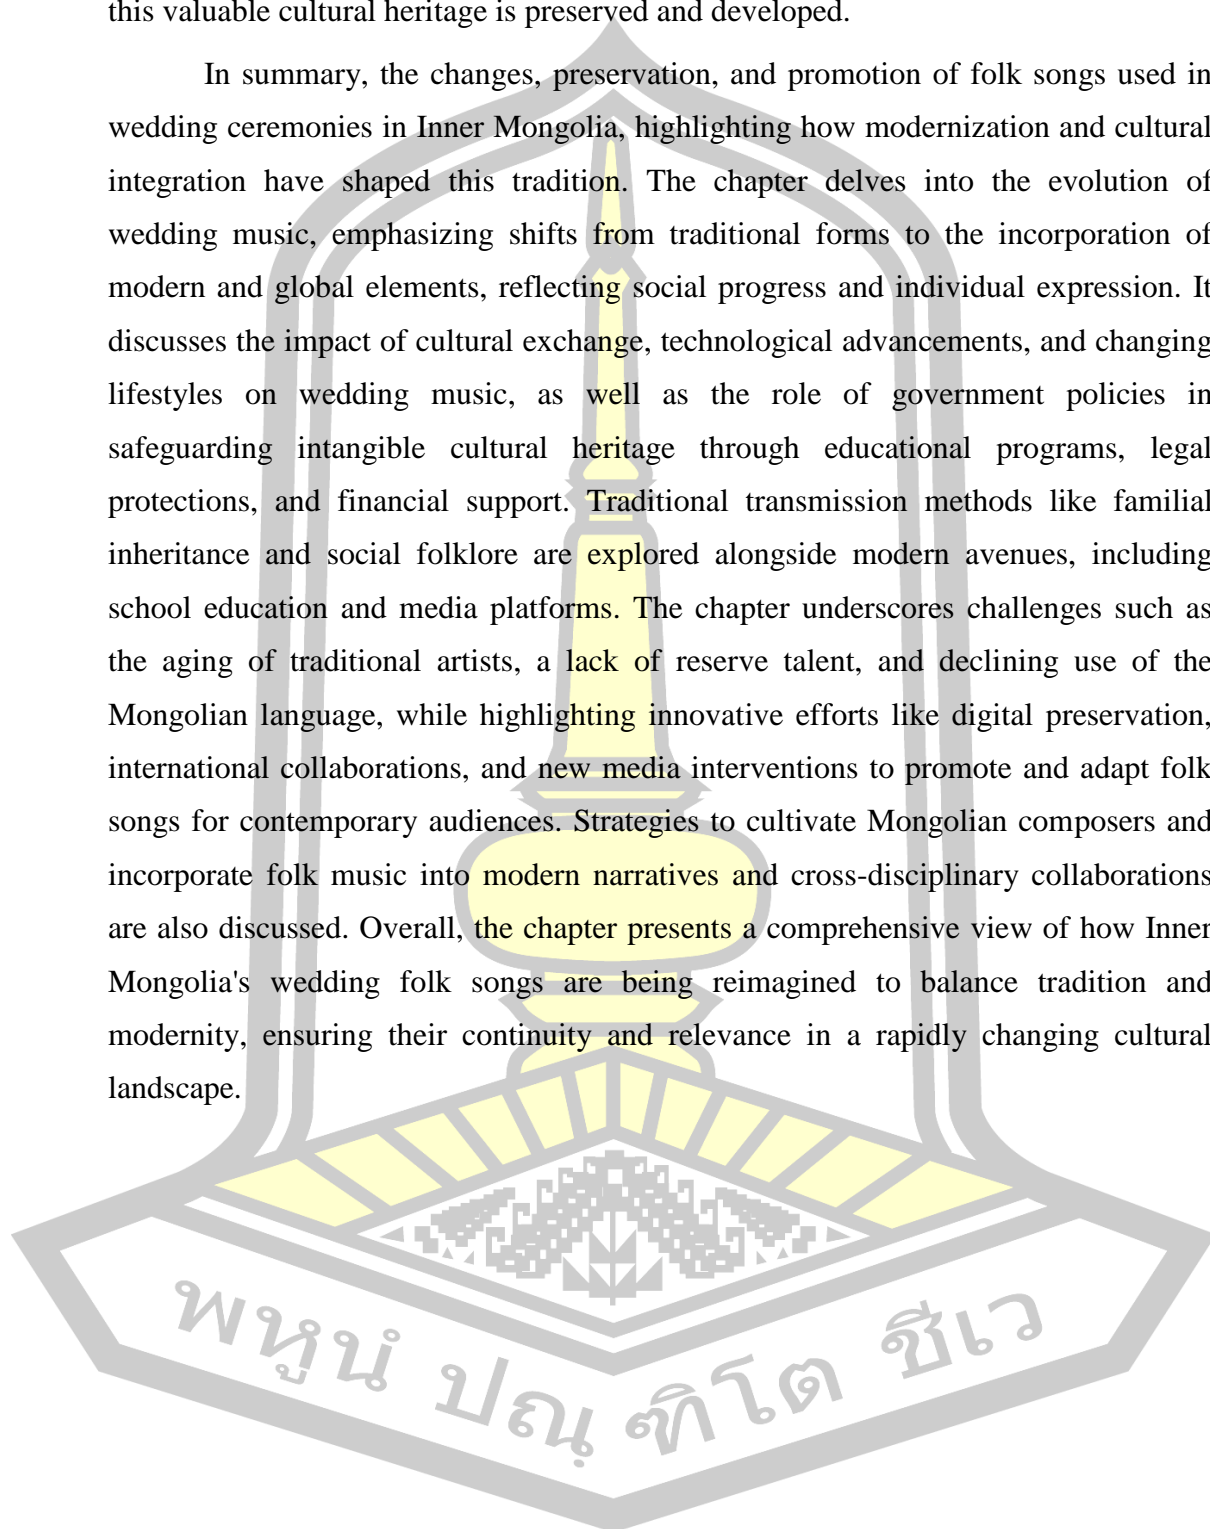 this valuable cultural heritage is preserved and developed.
In summary, the changes, preservation, and promotion of folk songs used in
wedding ceremonies in Inner Mongolia, highlighting how modernization and cultural
integration have shaped this tradition. The chapter delves into the evolution of
wedding music, emphasizing shifts from traditional forms to the incorporation of
modern and global elements, reflecting social progress and individual expression. It
discusses the impact of cultural exchange, technological advancements, and changing
lifestyles on wedding music, as well as the role of government policies in
safeguarding intangible cultural heritage through educational programs, legal
protections, and financial support. Traditional transmission methods like familial
inheritance and social folklore are explored alongside modern avenues, including
school education and media platforms. The chapter underscores challenges such as
the aging of traditional artists, a lack of reserve talent, and declining use of the
Mongolian language, while highlighting innovative efforts like digital preservation,
international collaborations, and new media interventions to promote and adapt folk
songs for contemporary audiences. Strategies to cultivate Mongolian composers and
incorporate folk music into modern narratives and cross-disciplinary collaborations
are also discussed. Overall, the chapter presents a comprehensive view of how Inner
Mongolia's wedding folk songs are being reimagined to balance tradition and
modernity, ensuring their continuity and relevance in a rapidly changing cultural
landscape.
พหูนํ ปณฺฑิโต ชีเว